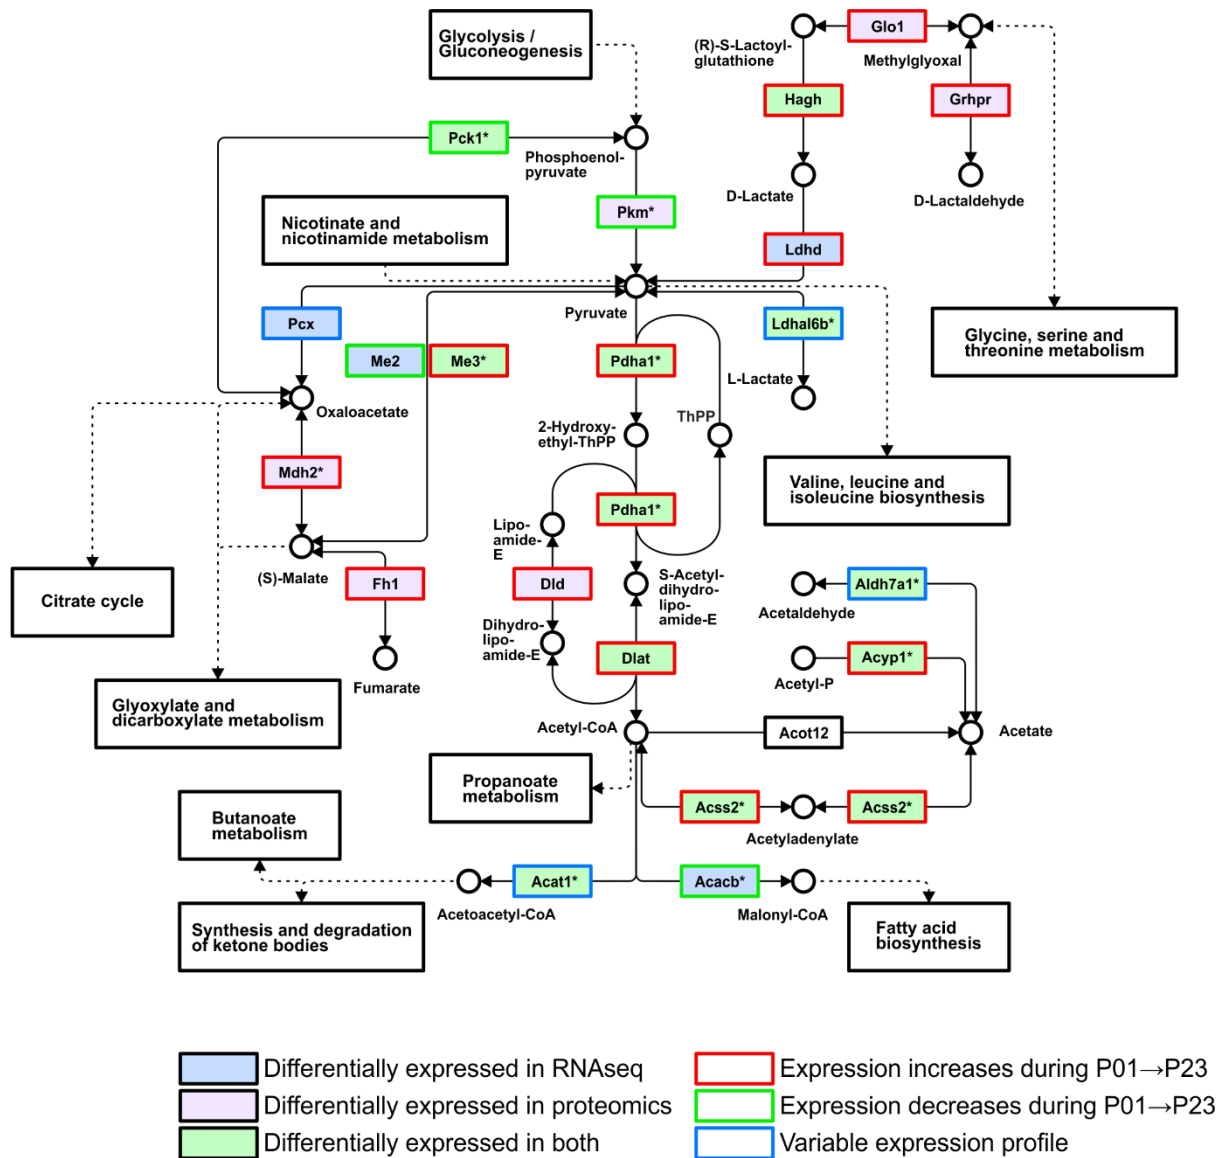 Glycolysis /
Gluconeogenesis
(R)-S-Lactoyl-
glutathione
Glo1
Methylglyoxal
Hagh
Grhpr
Pck1*
Phosphoenol-
pyruvate
D-Lactate
D-Lactaldehyde
Nicotinate and
nicotinamide metabolism
Pkm*
Ldhd
Pyruvate
Pcx
Ldhal6b*
Glycine, serine and
threonine metabolism
Me2
Me3*
Pdha1*
L-Lactate
Oxaloacetate
2-Hydroxy-
ethyl-ThPP
ThPP
Mdh2*
Valine, leucine and
isoleucine biosynthesis
Pdha1*
Lipo-
amide-
E
(S)-Malate
Fh1
Dld
S-Acetyl-
dihydro-
lipo-
amide-E
Aldh7a1*
Acetaldehyde
Citrate cycle
Dihydro-
lipo-
amide-E
Dlat
Acyp1*
Acetyl-P
Fumarate
Glyoxylate and
dicarboxylate metabolism
Acetyl-CoA
Acot12
Acetate
Propanoate
metabolism
Acss2*
Acss2*
Acetyladenylate
Butanoate
metabolism
Acat1*
Acacb*
Acetoacetyl-CoA
Malonyl-CoA
Synthesis and degradation
of ketone bodies
Fatty acid
biosynthesis
Differentially expressed in RNAseq
Differentially expressed in proteomics
Differentially expressed in both
Expression increases during P01→P23
Expression decreases during P01→P23
Variable expression profile